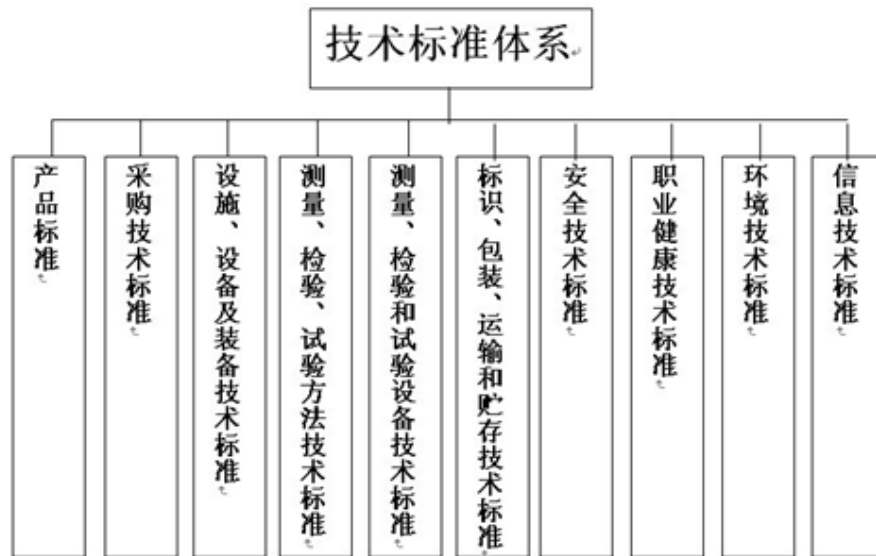 技术标准体系
产品标准
采购技术标准
设施、设备及装备技术标准
测量、检验、试验方法技术标准
测量、检验和试验设备技术标准
标识、包装、运输和贮存技术标准
安全技术标准
职业健康技术标准
环境技术标准
信息技术标准